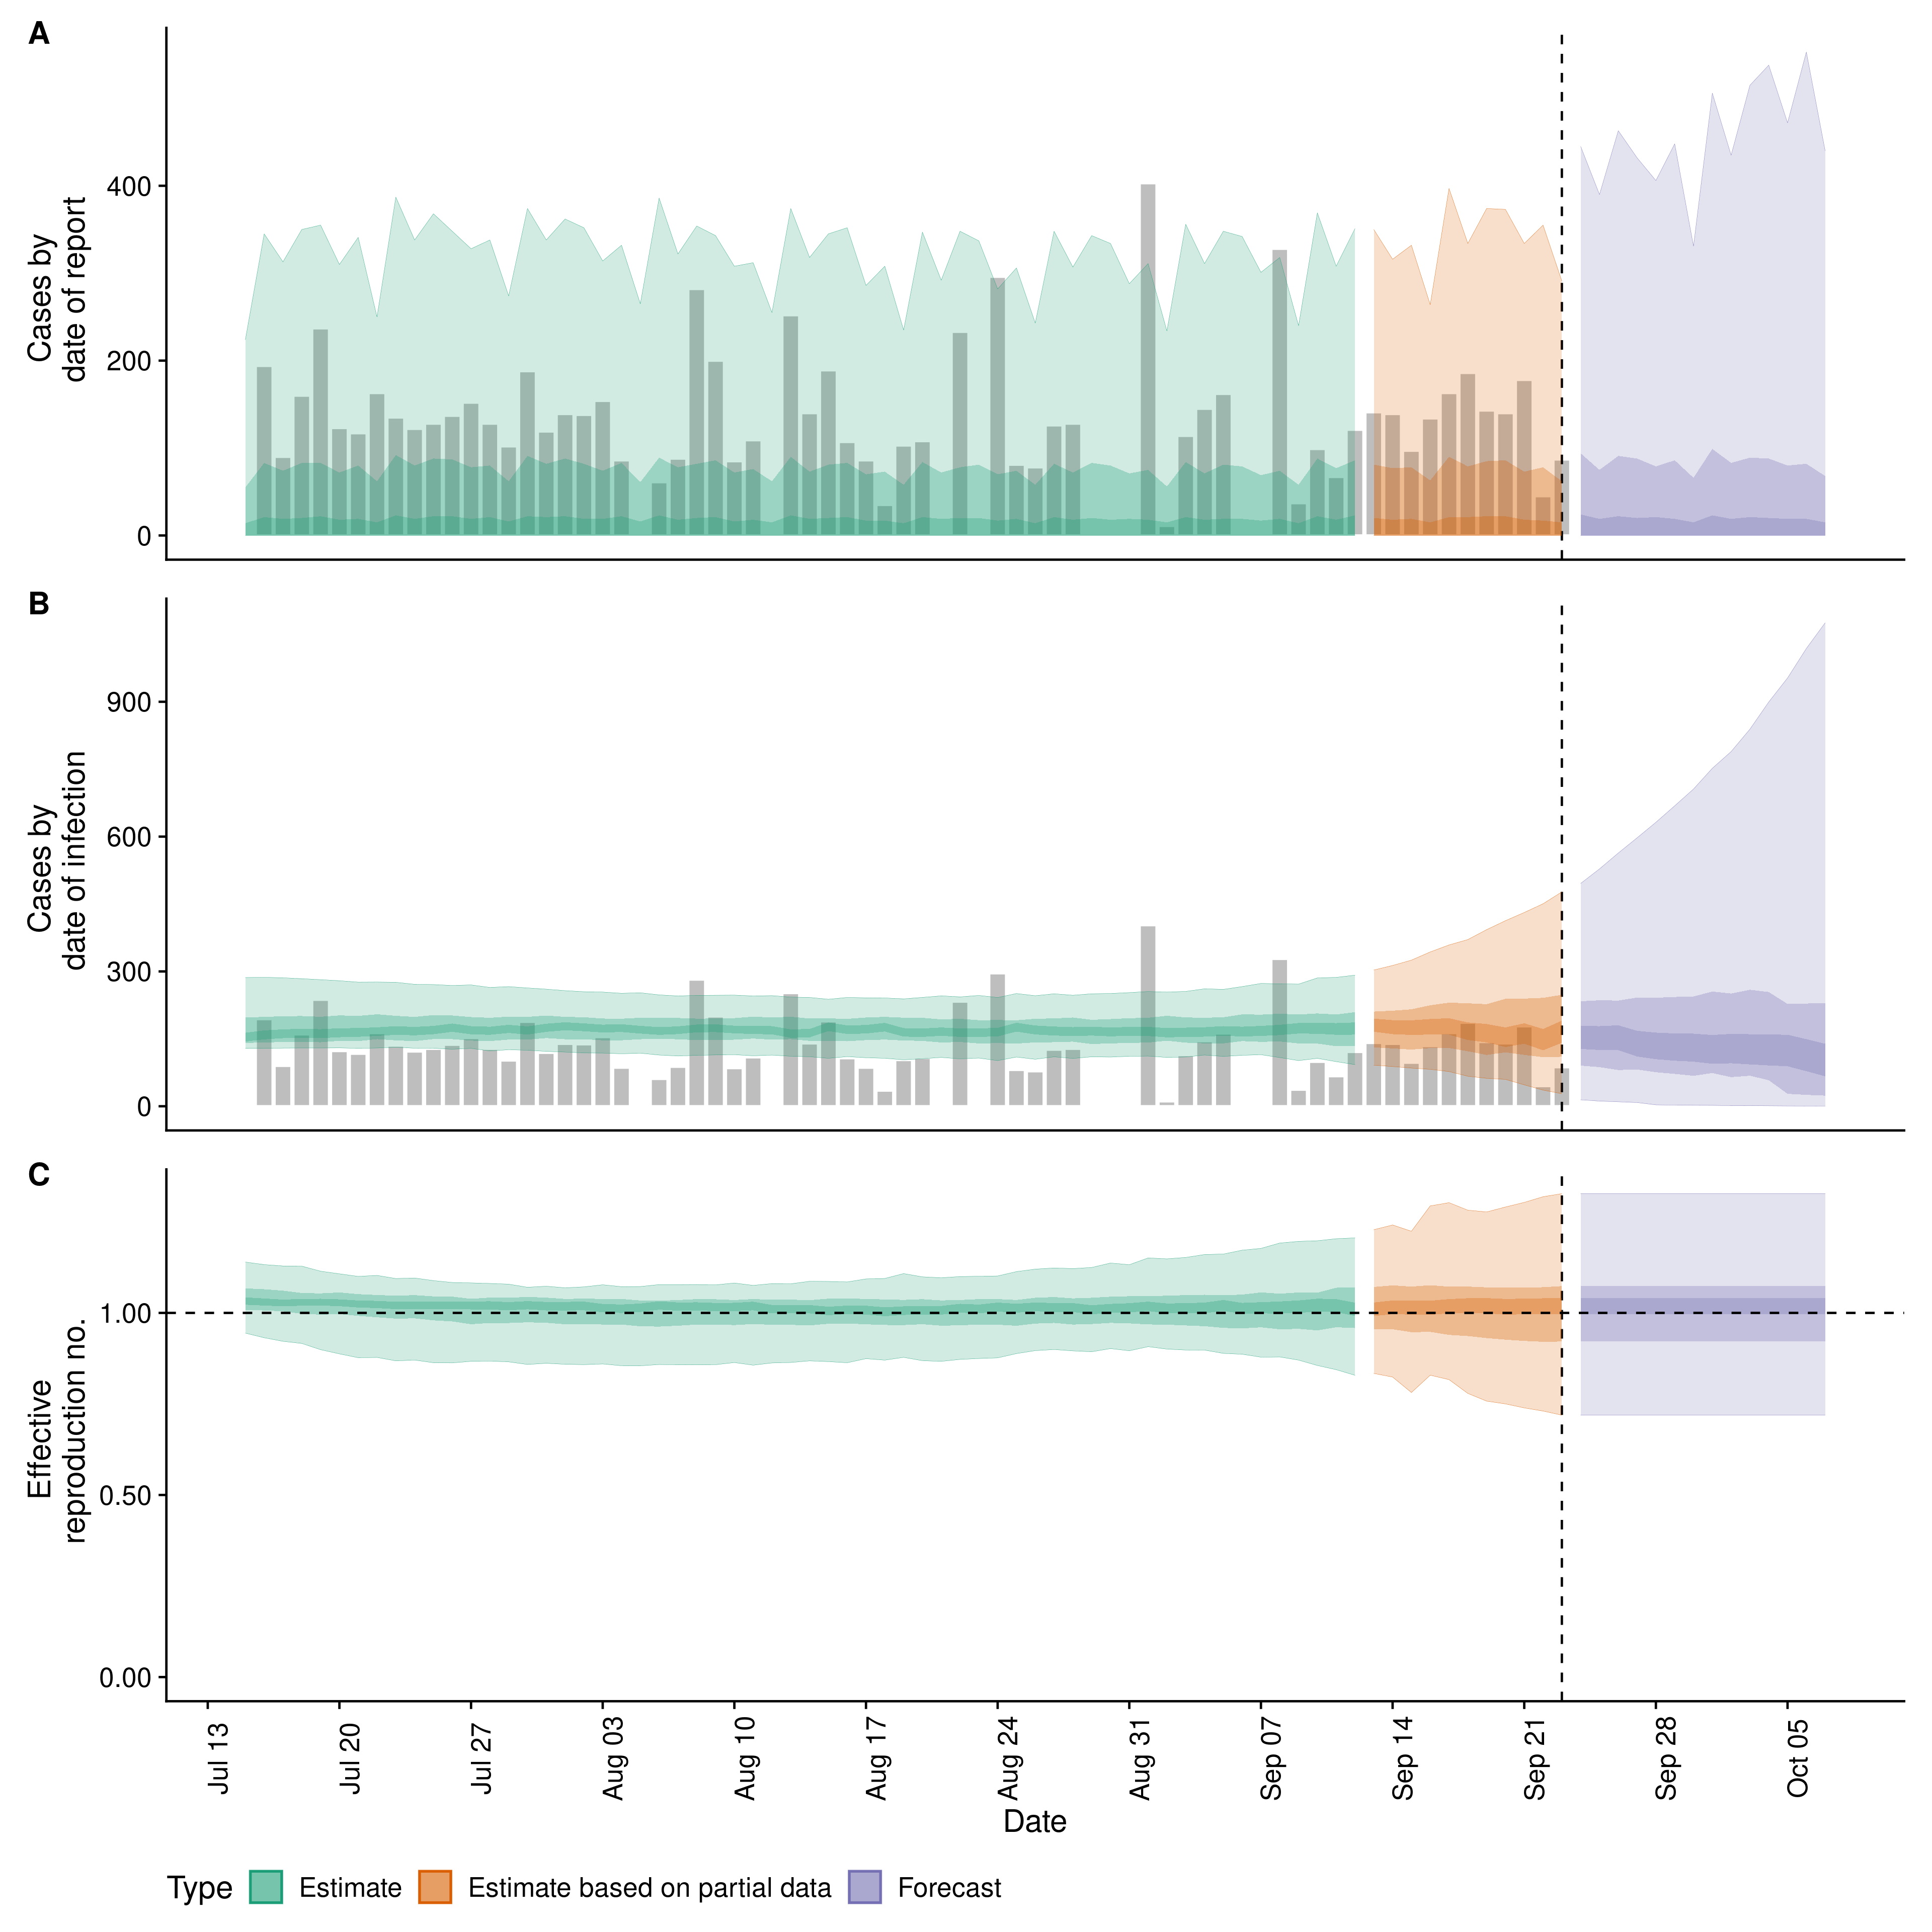 A
Cases by
date of report
400
200
0
B
Cases by
date of infection
900
600
300
0
C
Effective
reproduction no.
1.00
0.50
0.00
Jul 13
Jul 20
Jul 27
Aug 03
Aug 10
Aug 17
Aug 24
Aug 31
Sep 07
Sep 14
Sep 21
Sep 28
Oct 05
Date
Type Estimate Estimate based on partial data Forecast